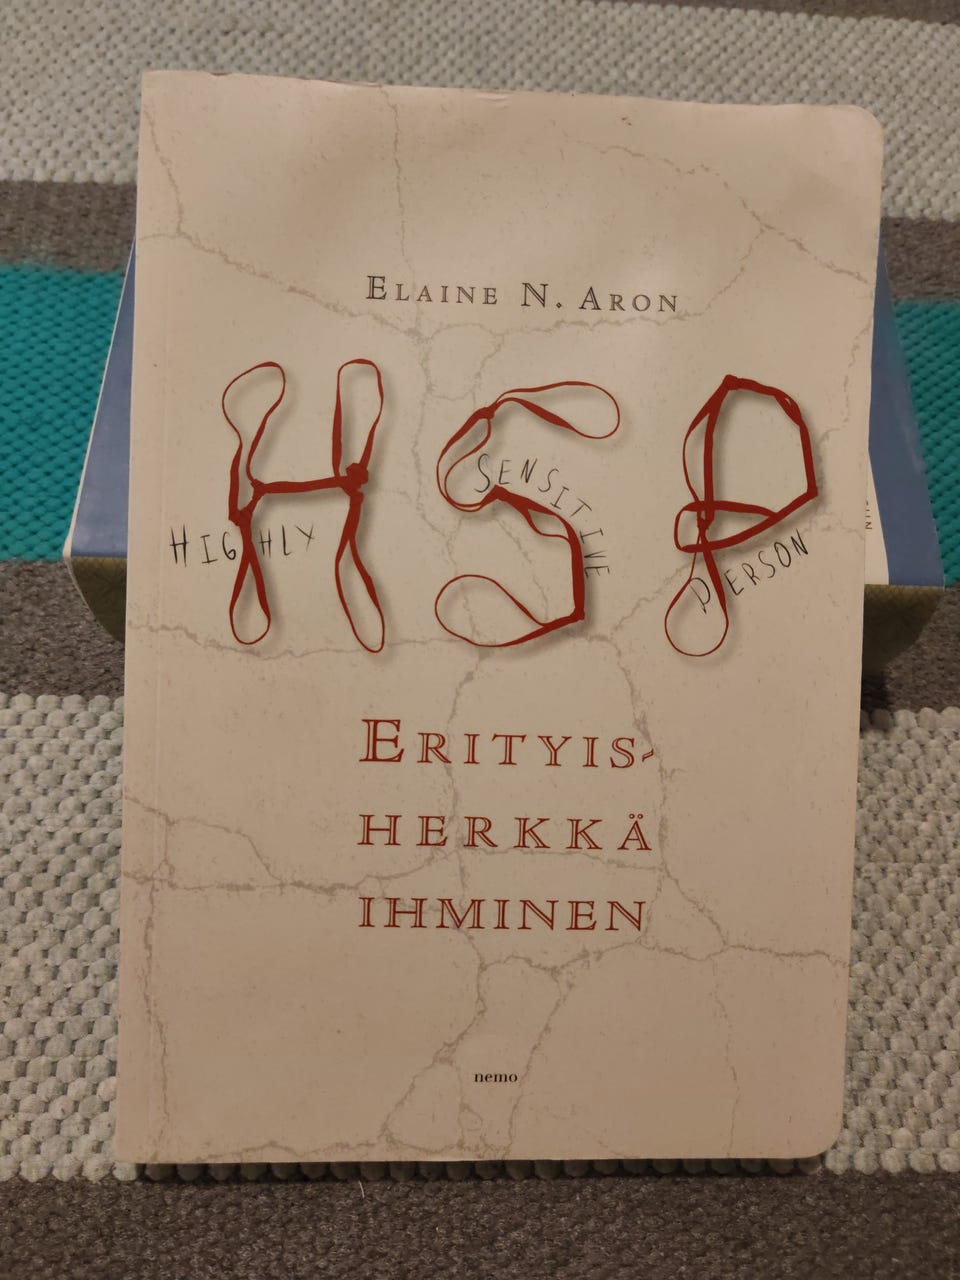 ELAINE N. ARON
HSP
HIGHLY
SENSITIVE
PERSON
ERITYIS-
HERKKÄ
IHMINEN
nemo